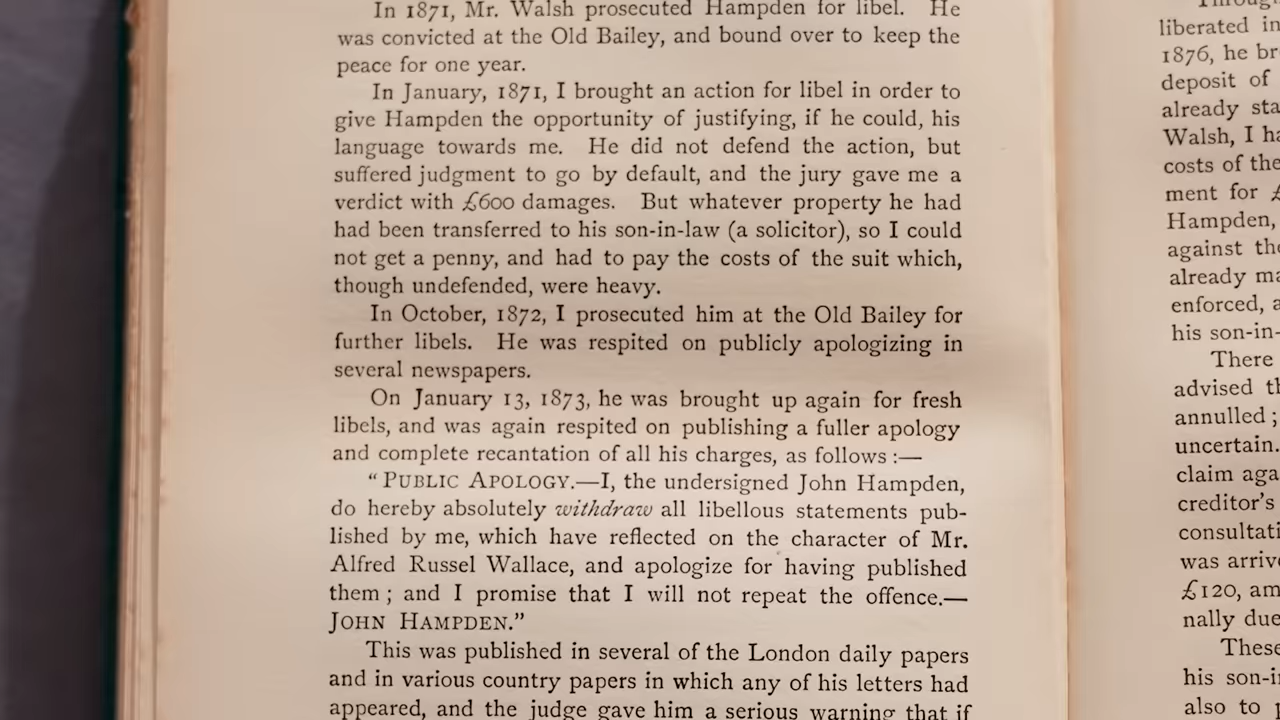 In 1871, Mr. Walsh prosecuted Hampden for libel. He
was convicted at the Old Bailey, and bound over to keep the
peace for one year.
In January, 1871, I brought an action for libel in order to
give Hampden the opportunity of justifying, if he could, his
language towards me. He did not defend the action, but
suffered judgment to go by default, and the jury gave me a
verdict with £600 damages. But whatever property he had
had been transferred to his son-in-law (a solicitor), so I could
not get a penny, and had to pay the costs of the suit which,
though undefended, were heavy.
In October, 1872, I prosecuted him at the Old Bailey for
further libels. He was respited on publicly apologizing in
several newspapers.
On January 13, 1873, he was brought up again for fresh
libels, and was again respited on publishing a fuller apology
and complete recantation of all his charges, as follows :—
“PUBLIC APOLOGY.—I, the undersigned John Hampden,
do hereby absolutely withdraw all libellous statements pub-
lished by me, which have reflected on the character of Mr.
Alfred Russel Wallace, and apologize for having published
them ; and I promise that I will not repeat the offence.—
JOHN HAMPDEN.”
This was published in several of the London daily papers
and in various country papers in which any of his letters had
appeared, and the judge gave him a serious warning that if
liberated in
1876, he
deposit of
already
Walsh, I
costs of the
ment for
Hampden,
against
already
enforced,
his son-in-
There
advised
annulled ;
uncertain.
claim
creditor's
was
£120,
nally due
These
his
also to